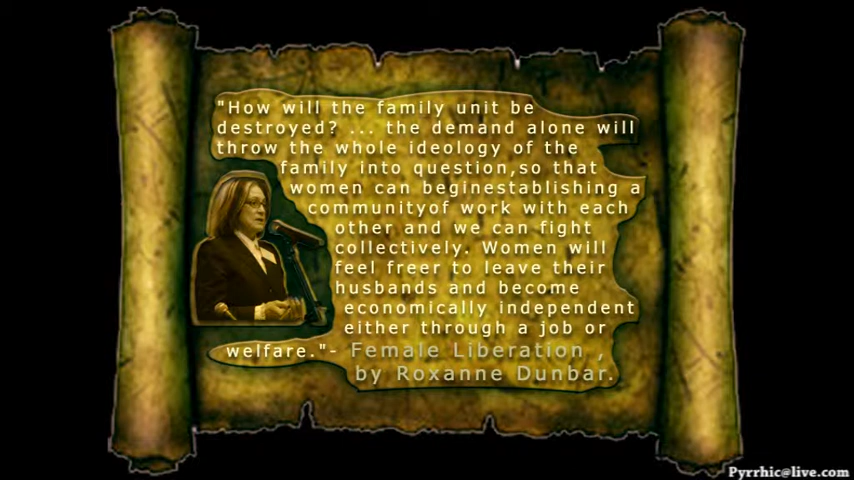 "How will the family unit be
destroyed? ... the demand alone will
throw the whole ideology of the
family into question,so that
women can beginestablishing a
communityof work with each
other and we can fight
collectively. Women will
feel freer to leave their
husbands and become
economically independent
either through a job or
welfare."- Female Liberation ,
by Roxanne Dunbar.
Pyrrhic@live.com